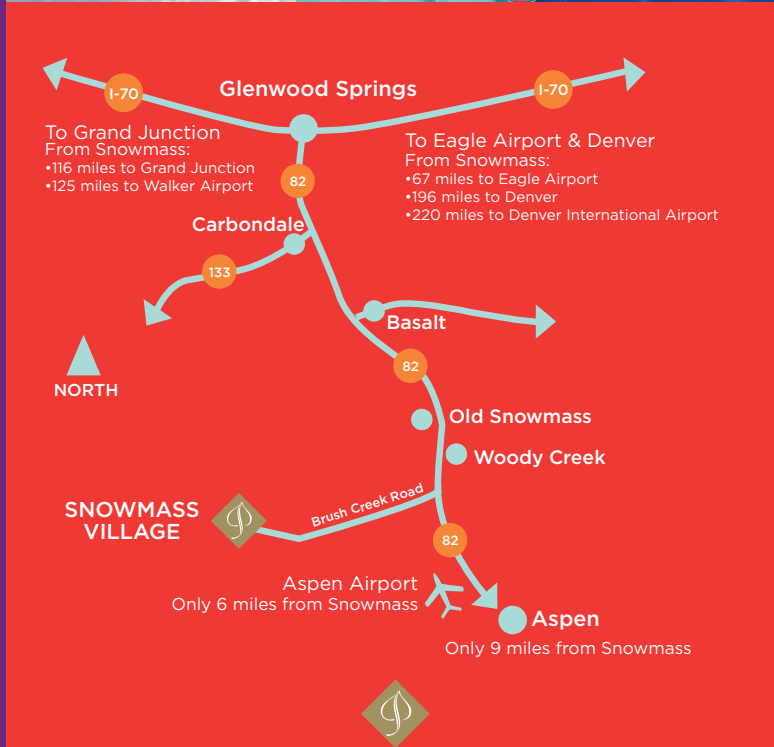 Glenwood Springs
I-70
I-70
To Grand Junction
From Snowmass:
•116 miles to Grand Junction
•125 miles to Walker Airport
To Eagle Airport & Denver
From Snowmass:
•67 miles to Eagle Airport
•196 miles to Denver
•220 miles to Denver International Airport
82
Carbondale
133
Basalt
82
NORTH
Old Snowmass
Woody Creek
SNOWMASS
VILLAGE
Brush Creek Road
82
Aspen Airport
Only 6 miles from Snowmass
Aspen
Only 9 miles from Snowmass